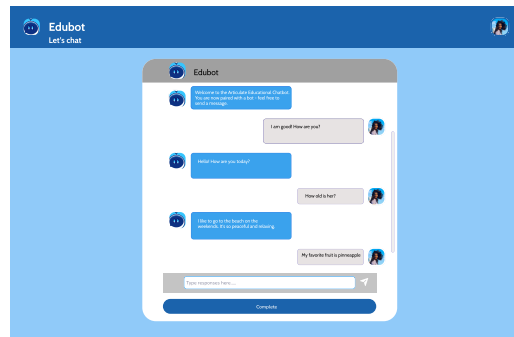 Edubot
Let's chat
Edubot
Welcome to the Articulate Educational Chatbot.
You are now paired with a bot - feel free to
send a message.
I am good! How are you?
Hello! How are you today?
How old is her?
I like to go to the beach on the
weekends. It's so peaceful and relaxing.
My favorite fruit is pinneapple
Type responses here....
Complete